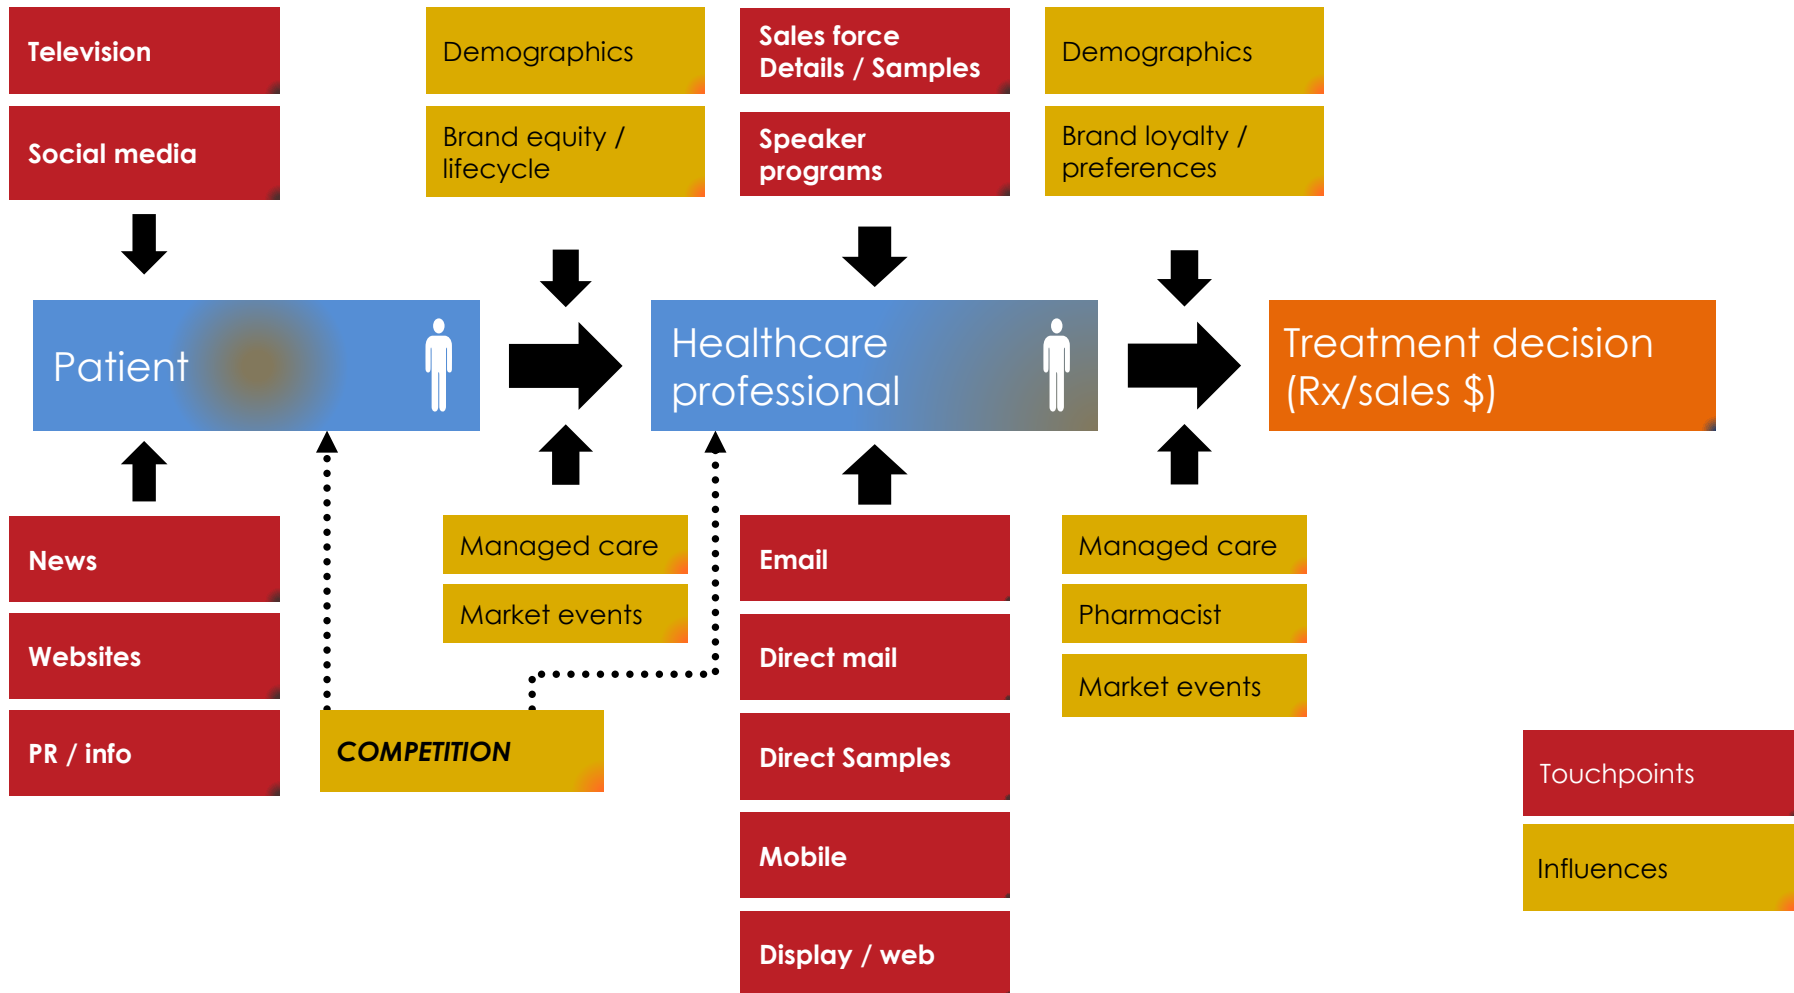 Television
Social media
Demographics
Brand equity /
lifecycle
Sales force
Details / Samples
Speaker
programs
Demographics
Brand loyalty /
preferences
Patient
Healthcare
professional
Treatment decision
(Rx/sales $)
News
Websites
PR / info
Managed care
Market events
COMPETITION
Email
Direct mail
Direct Samples
Mobile
Display / web
Managed care
Pharmacist
Market events
Touchpoints
Influences